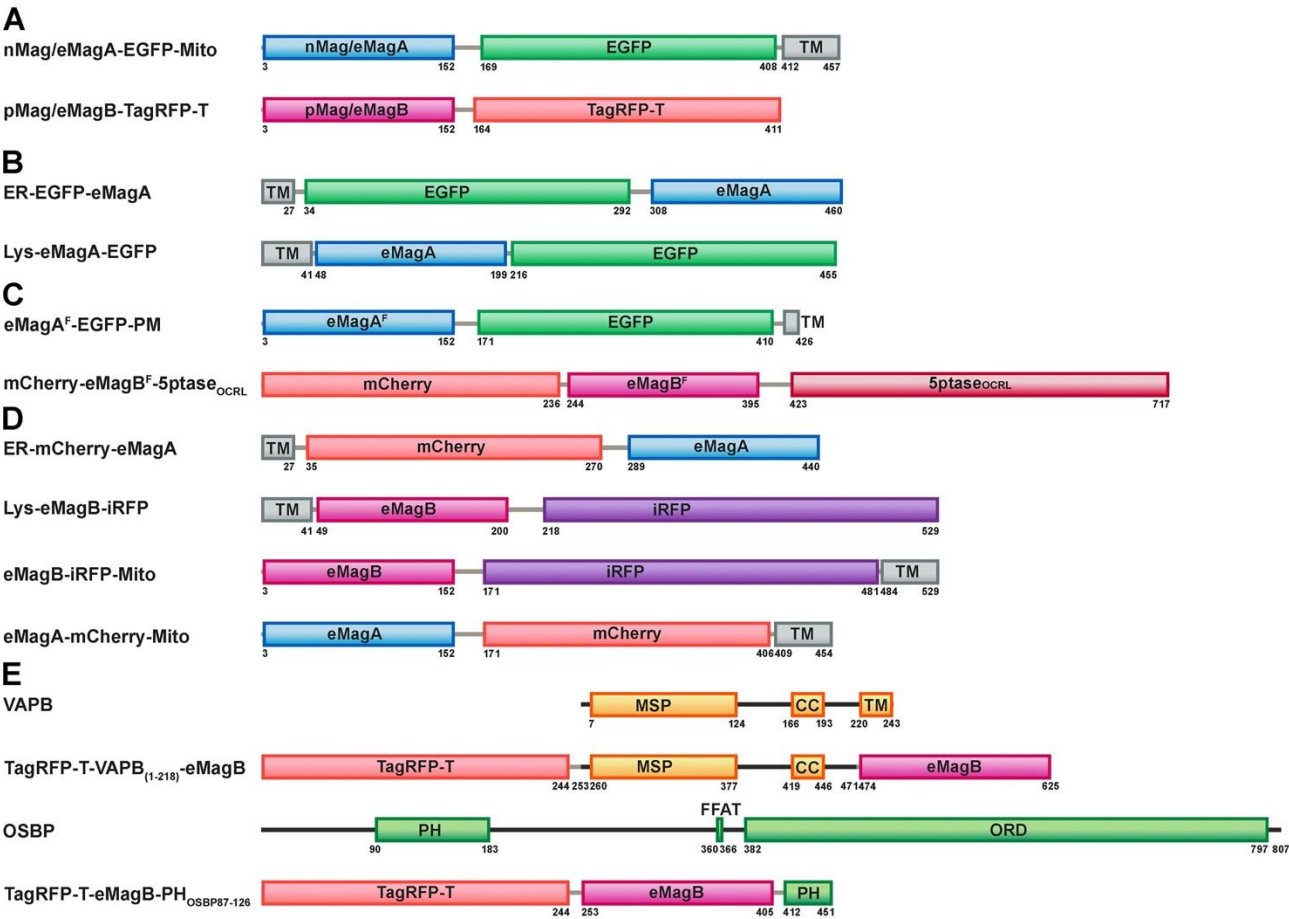 A
nMag/eMagA-EGFP-Mito nMag/eMagA EGFP TM
3 152 169 408 412 457
pMag/eMagB-TagRFP-T pMag/eMagB TagRFP-T
3 152 164 411
B
ER-EGFP-eMagA TM EGFP eMagA
27 34 292 308 460
Lys-eMagA-EGFP TM eMagA EGFP
41 48 199 216 455
C
eMagAF-EGFP-PM eMagAF EGFP TM
3 152 171 410 426
mCherry-eMagBF-5ptaseOCRL mCherry eMagBF 5ptaseOCRL
236 244 395 423 717
D
ER-mCherry-eMagA TM mCherry eMagA
27 35 270 289 440
Lys-eMagB-iRFP TM eMagB iRFP
41 49 200 218 529
eMagB-iRFP-Mito eMagB iRFP TM
3 152 171 481 484 529
eMagA-mCherry-Mito eMagA mCherry TM
3 152 171 406 409 454
E
VAPB MSP CC TM
7 124 166 193 220 243
TagRFP-T-VAPB(1-218)-eMagB TagRFP-T MSP CC eMagB
244 253 260 377 419 446 471 474 625
FFAT
OSBP PH ORD
90 183 360 366 382 797 807
TagRFP-T-eMagB-PHOSBP87-126 TagRFP-T eMagB PH
244 253 405 412 451